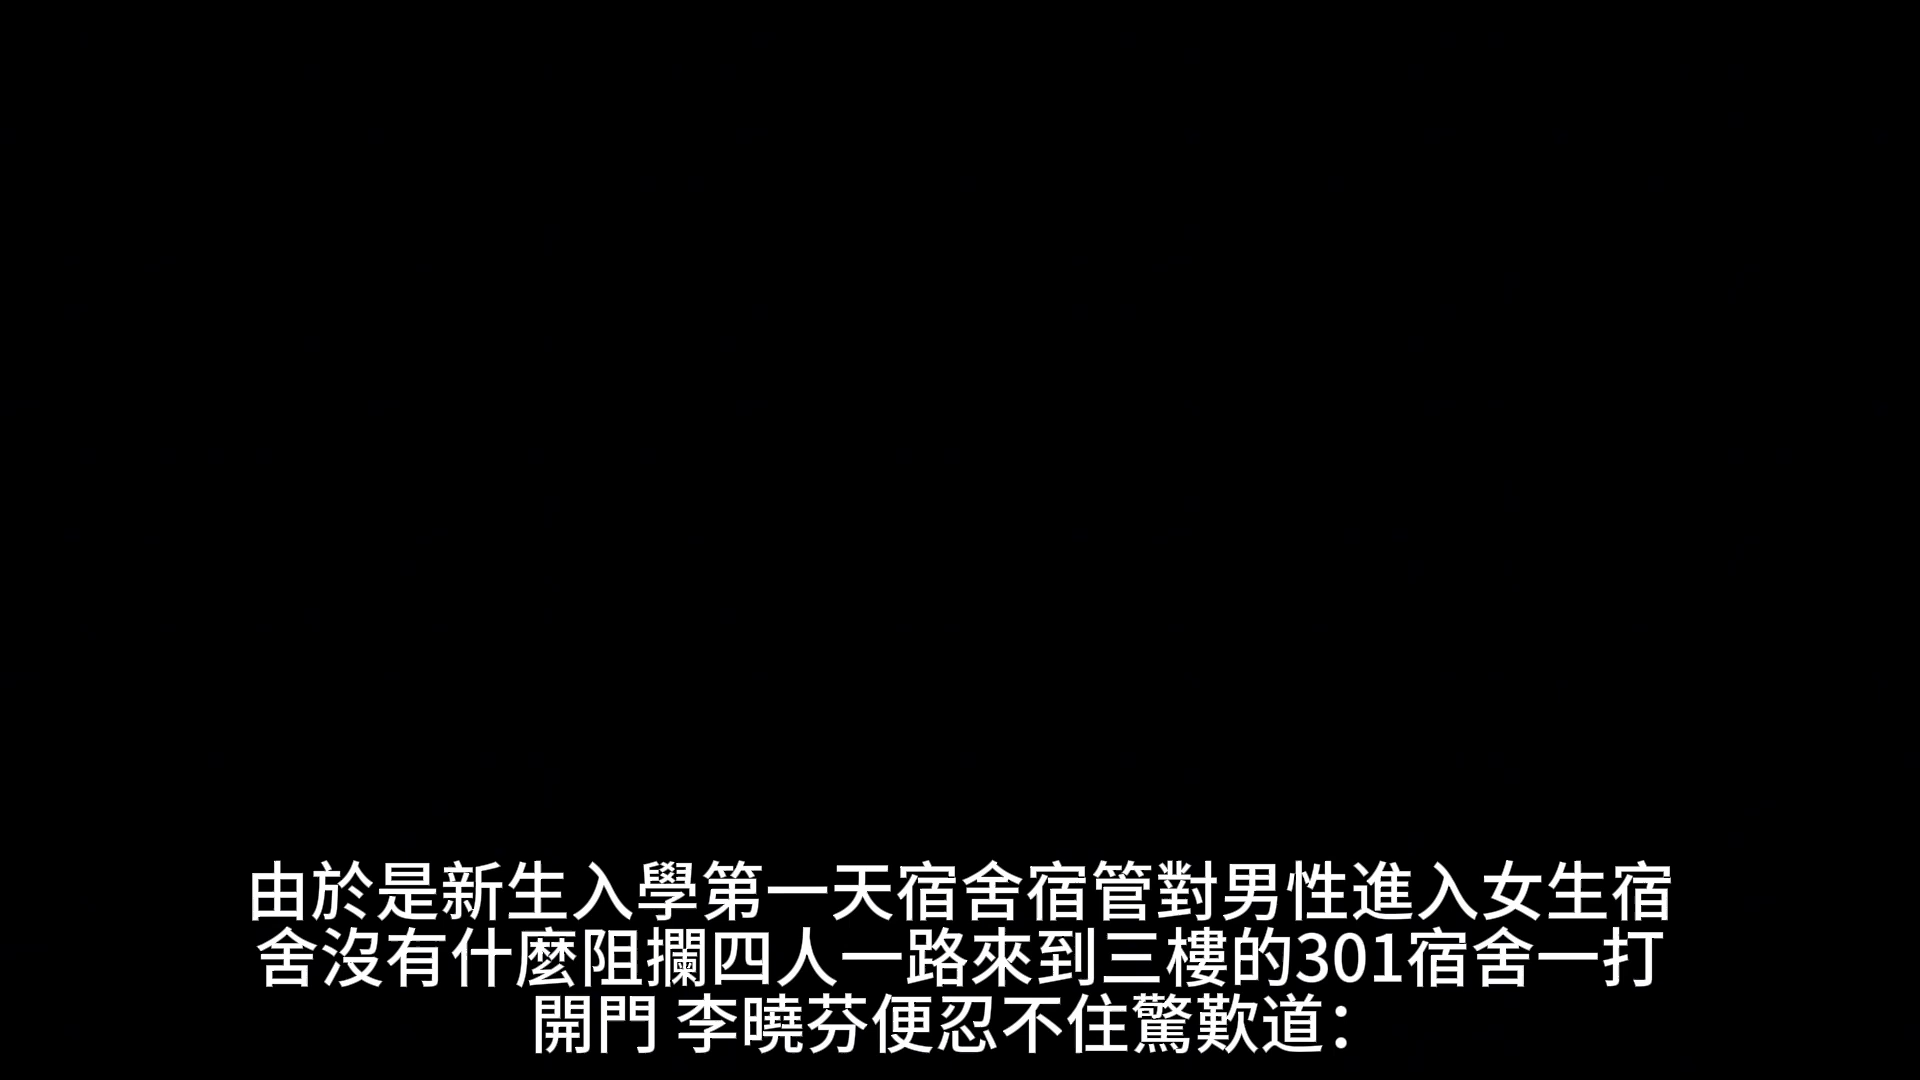 由於是新生入學第一天宿舍宿管對男性進入女生宿
舍沒有什麼阻攔四人一路來到三樓的301宿舍一打
開門 李曉芬便忍不住驚歎道：